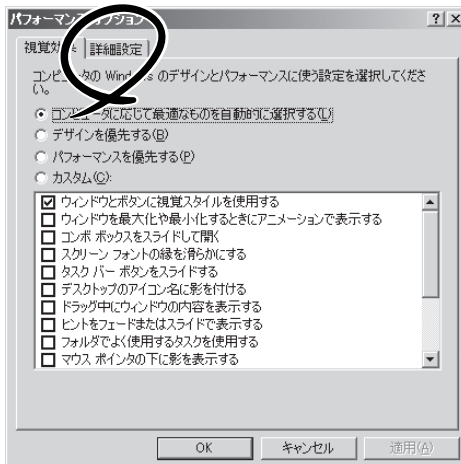 パフォーマンス オプション
視覚効果 詳細設定
コンピュータの Windows のデザインとパフォーマンスに使う設定を選択してくださ
い。
コンピュータに応じて最適なものを自動的に選択する(L)
デザインを優先する(B)
パフォーマンスを優先する(P)
カスタム(C):
ウィンドウとボタンに視覚スタイルを使用する
ウィンドウを最大化や最小化するときにアニメーションで表示する
コンボ ボックスをスライドして開く
スクリーン フォントの縁を滑らかにする
タスク バー ボタンをスライドする
デスクトップのアイコン名に影を付ける
ドラッグ中にウィンドウの内容を表示する
ヒントをフェードまたはスライドで表示する
フォルダでよく使用するタスクを使用する
マウス ポインタの下に影を表示する
OK キャンセル 適用(A)